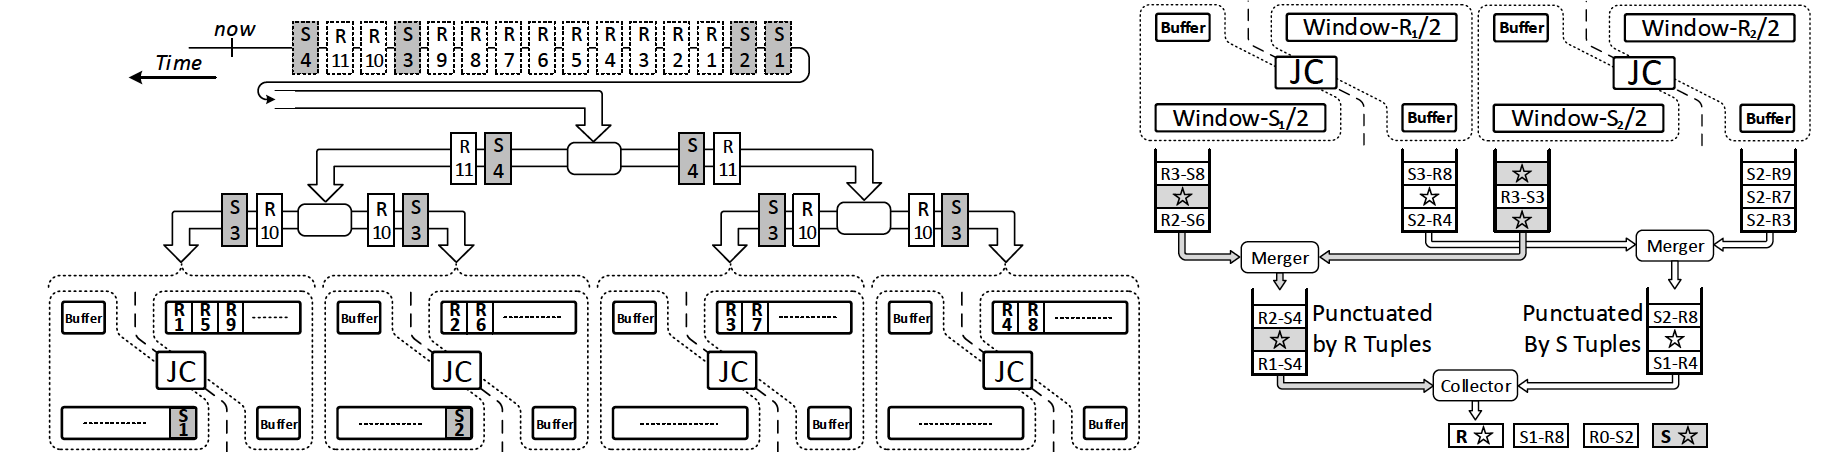 now
Time
S 4
R 11
R 10
S 3
R 9
R 8
R 7
R 6
R 5
R 4
R 3
R 2
R 1
S 2
S 1
R 11
S 4
S 4
R 11
S 3
R 10
R 10
S 3
S 3
R 10
R 10
S 3
Buffer
R 1
R 5
R 9
JC
S 1
Buffer
Buffer
R 2
R 6
JC
S 2
Buffer
Buffer
R 3
R 7
JC
Buffer
Buffer
R 4
R 8
JC
Buffer
Buffer
Window-R1/2
JC
Window-S1/2
Buffer
Buffer
Window-R2/2
JC
Window-S2/2
Buffer
R3-S8
☆
R2-S6
S3-R8
☆
S2-R4
☆
R3-S3
☆
S2-R9
S2-R7
S2-R3
Merger
Merger
R2-S4
☆
R1-S4
Punctuated
by R Tuples
Punctuated
By S Tuples
S2-R8
☆
S1-R4
Collector
R ☆
S1-R8
R0-S2
S ☆